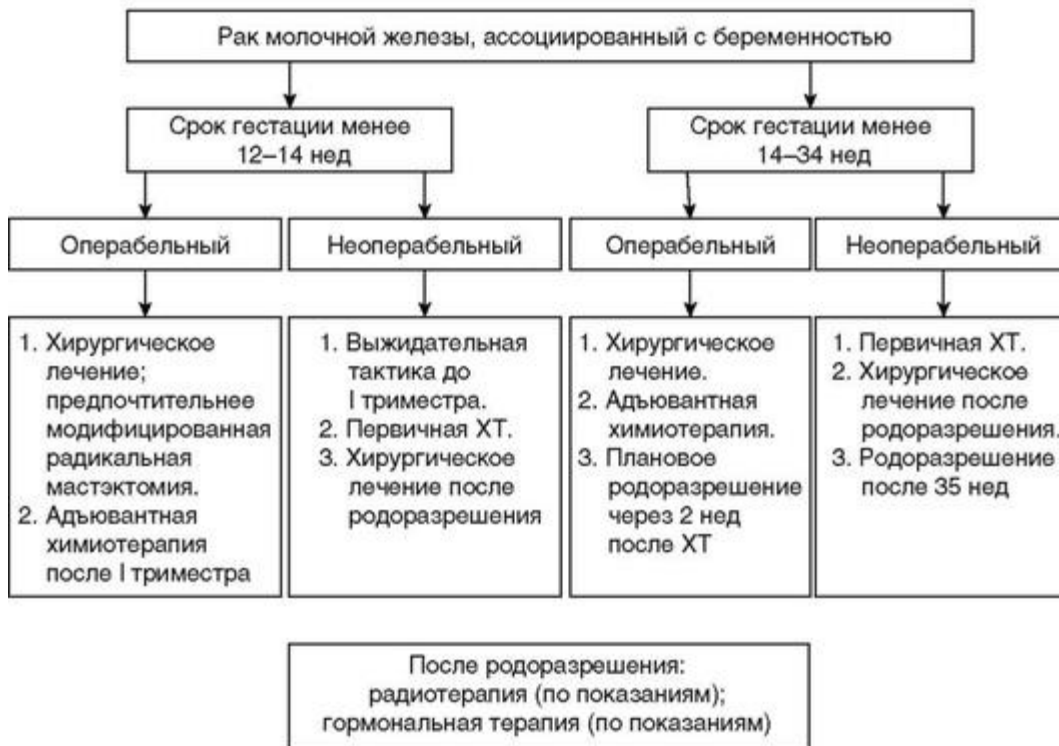 Рак молочной железы, ассоциированный с беременностью
Срок гестации менее
12–14 нед
Срок гестации менее
14–34 нед
Операбельный
Неоперабельный
Операбельный
Неоперабельный
1. Хирургическое
лечение;
предпочтительнее
модифицированная
радикальная
мастэктомия.
2. Адъювантная
химиотерапия
после I триместра
1. Выжидательная
тактика до
I триместра.
2. Первичная ХТ.
3. Хирургическое
лечение после
родоразрешения
1. Хирургическое
лечение.
2. Адъювантная
химиотерапия.
3. Плановое
родоразрешение
через 2 нед
после ХТ
1. Первичная ХТ.
2. Хирургическое
лечение после
родоразрешения.
3. Родоразрешение
после 35 нед
После родоразрешения:
радиотерапия (по показаниям);
гормональная терапия (по показаниям)